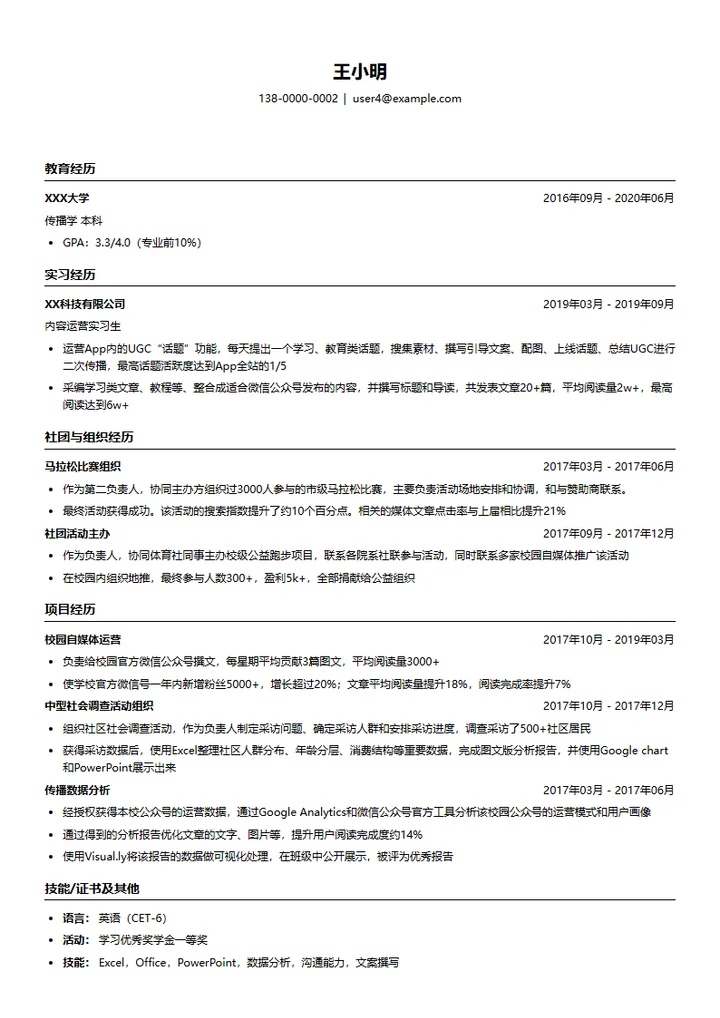 王小明
138-0000-0002 | user4@example.com
教育经历
XXX大学 2016年09月 - 2020年06月
传播学 本科
• GPA：3.3/4.0（专业前10%）
实习经历
XX科技有限公司 2019年03月 - 2019年09月
内容运营实习生
• 运营App内的UGC“话题”功能，每天提出一个学习、教育类话题，搜集素材、撰写引导文案、配图、上线话题、总结UGC进行
二次传播，最高话题活跃度达到App全站的1/5
• 采编学习类文章、教程等、整合成适合微信公众号发布的内容，并撰写标题和导读，共发表文章20+篇，平均阅读量2w+，最高
阅读达到6w+
社团与组织经历
马拉松比赛组织 2017年03月 - 2017年06月
• 作为第二负责人，协同主办方组织过3000人参与的市级马拉松比赛，主要负责活动场地安排和协调，和与赞助商联系。
• 最终活动获得成功。该活动的搜索指数提升了约10个百分点。相关的媒体文章点击率与上届相比提升21%
社团活动主办 2017年09月 - 2017年12月
• 作为负责人，协同体育社同事主办校级公益跑步项目，联系各院系社联参与活动，同时联系多家校园自媒体推广该活动
• 在校园内组织地推，最终参与人数300+，盈利5k+，全部捐献给公益组织
项目经历
校园自媒体运营 2017年10月 - 2019年03月
• 负责给校园官方微信公众号撰文，每星期平均贡献3篇图文，平均阅读量3000+
• 使学校官方微信号一年内新增粉丝5000+，增长超过20%；文章平均阅读量提升18%，阅读完成率提升7%
中型社会调查活动组织 2017年10月 - 2017年12月
• 组织社区社会调查活动，作为负责人制定采访问题、确定采访人群和安排采访进度，调查采访了500+社区居民
• 获得采访数据后，使用Excel整理社区人群分布、年龄分层、消费结构等重要数据，完成图文版分析报告，并使用Google chart
和PowerPoint展示出来
传播数据分析 2017年03月 - 2017年06月
• 经授权获得本校公众号的运营数据，通过Google Analytics和微信公众号官方工具分析该校园公众号的运营模式和用户画像
• 通过得到的分析报告优化文章的文字、图片等，提升用户阅读完成度约14%
• 使用Visual.ly将该报告的数据做可视化处理，在班级中公开展示，被评为优秀报告
技能/证书及其他
• 语言： 英语（CET-6）
• 活动： 学习优秀奖学金一等奖
• 技能： Excel，Office，PowerPoint，数据分析，沟通能力，文案撰写